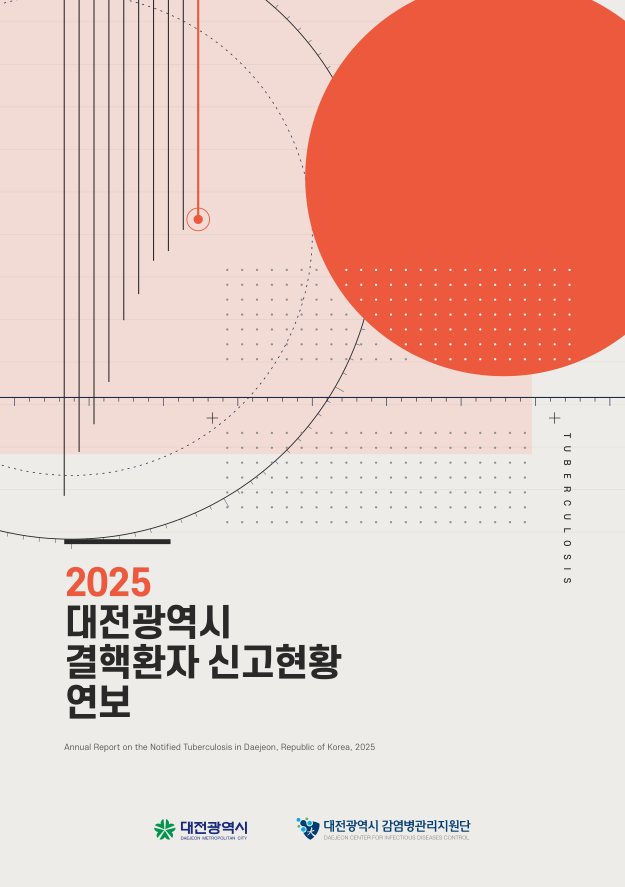 TUBERCULOSIS
2025
대전광역시
결핵환자 신고현황
연보
Annual Report on the Notified Tuberculosis in Daejeon, Republic of Korea, 2025
대전광역시
DAEJEON METROPOLITAN CITY
대전광역시 감염병관리지원단
DAEJEON CENTER FOR INFECTIOUS DISEASES CONTROL